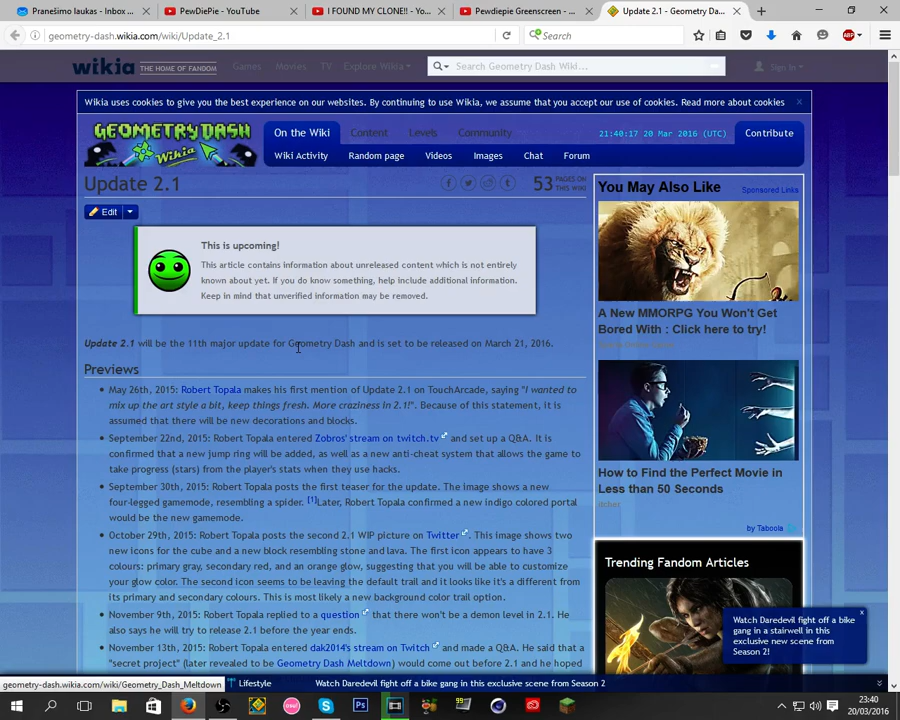 Pranešimo laukas - Inbox ...
PewDiePie - YouTube
I FOUND MY CLONE!! - Yo...
Pewdiepie Greenscreen - ...
Update 2.1 - Geometry Da...
geometry-dash.wikia.com/wiki/Update_2.1
Search
wikia THE HOME OF FANDOM Games Movies TV Explore Wikia Search Geometry Dash Wiki... Sign In
Wikia uses cookies to give you the best experience on our websites. By continuing to use Wikia, we assume that you accept our use of cookies. Read more about cookies
GEOMETRY DASH
Wikia
On the Wiki Content Levels Community 21:40:17 20 Mar 2016 (UTC) Contribute
Wiki Activity Random page Videos Images Chat Forum
Update 2.1
53 PAGES ON THIS WIKI
Edit
This is upcoming!
This article contains information about unreleased content which is not entirely
known about yet. If you do know something, help include additional information.
Keep in mind that unverified information may be removed.
Update 2.1 will be the 11th major update for Geometry Dash and is set to be released on March 21, 2016.
Previews
May 26th, 2015: Robert Topala makes his first mention of Update 2.1 on TouchArcade, saying "I wanted to
mix up the art style a bit, keep things fresh. More craziness in 2.1!". Because of this statement, it is
assumed that there will be new decorations and blocks.
September 22nd, 2015: Robert Topala entered Zobros' stream on twitch.tv and set up a Q&A. It is
confirmed that a new jump ring will be added, as well as a new anti-cheat system that allows the game to
take progress (stars) from the player's stats when they use hacks.
September 30th, 2015: Robert Topala posts the first teaser for the update. The image shows a new
four-legged gamemode, resembling a spider. [1]Later, Robert Topala confirmed a new indigo colored portal
would be the new gamemode.
October 29th, 2015: Robert Topala posts the second 2.1 WIP picture on Twitter. This image shows two
new icons for the cube and a new block resembling stone and lava. The first icon appears to have 3
colours: primary gray, secondary red, and an orange glow, suggesting that you will be able to customize
your glow color. The second icon seems to be leaving the default trail and it looks like it's a different from
its primary and secondary colours. This is most likely a new background color trail option.
November 9th, 2015: Robert Topala replied to a question that there won't be a demon level in 2.1. He
also says he will try to release 2.1 before the year ends.
November 13th, 2015: Robert Topala entered dak2014's stream on Twitch and made a Q&A. He said that a
"secret project" (later revealed to be Geometry Dash Meltdown) would come before 2.1 and he hoped
You May Also Like
Sponsored Links
A New MMORPG You Won't Get
Bored With : Click here to try!
How to Find the Perfect Movie in
Less than 50 Seconds
by Taboola
Trending Fandom Articles
Watch Daredevil fight off a bike
gang in a stairwell in this
exclusive new scene from
Season 2!
geometry-dash.wikia.com/wiki/Geometry_Dash_Meltdown
Lifestyle
Watch Daredevil fight off a bike gang in this exclusive scene from Season 2
23:40
20/03/2016